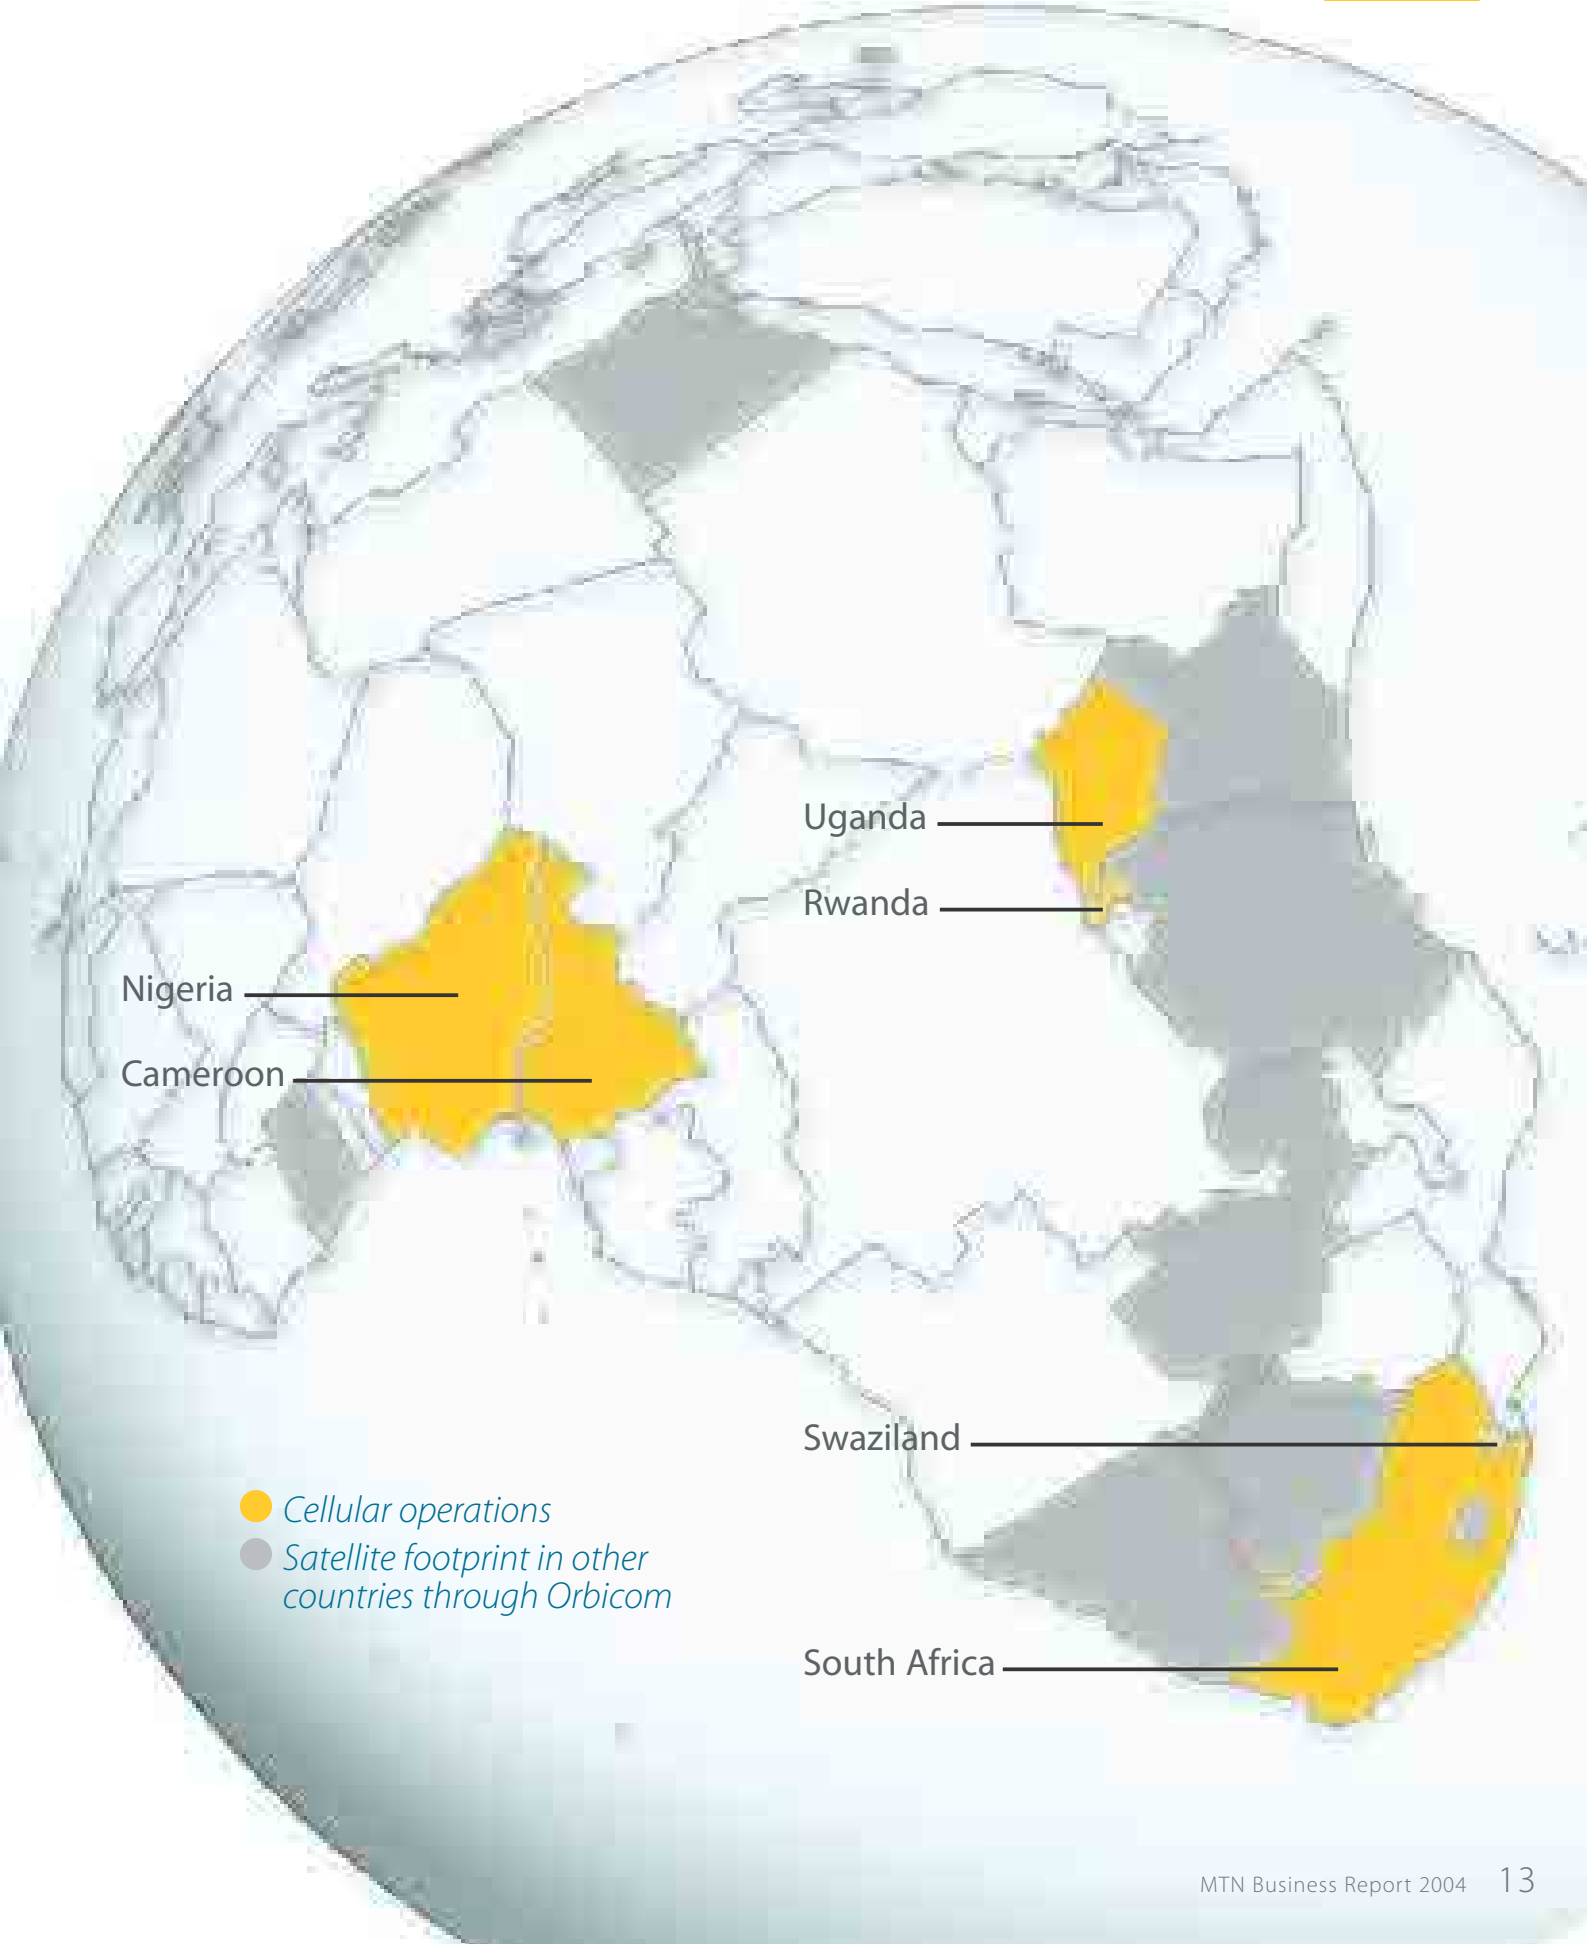 Uganda
Rwanda
Nigeria
Cameroon
Swaziland
Cellular operations
Satellite footprint in other
countries through Orbicom
South Africa
MTN Business Report 2004 13